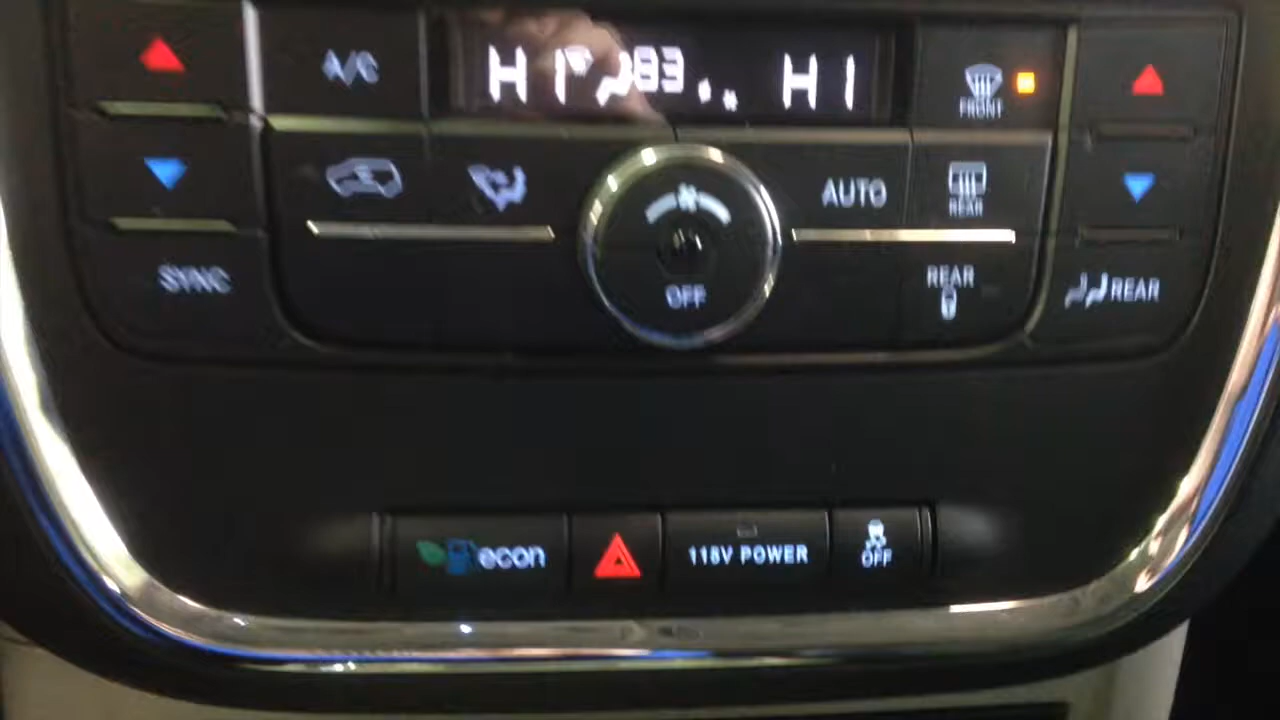 A/C
HI
83
HI
FRONT
AUTO
REAR
SYNC
OFF
REAR
REAR
econ
115V POWER
OFF